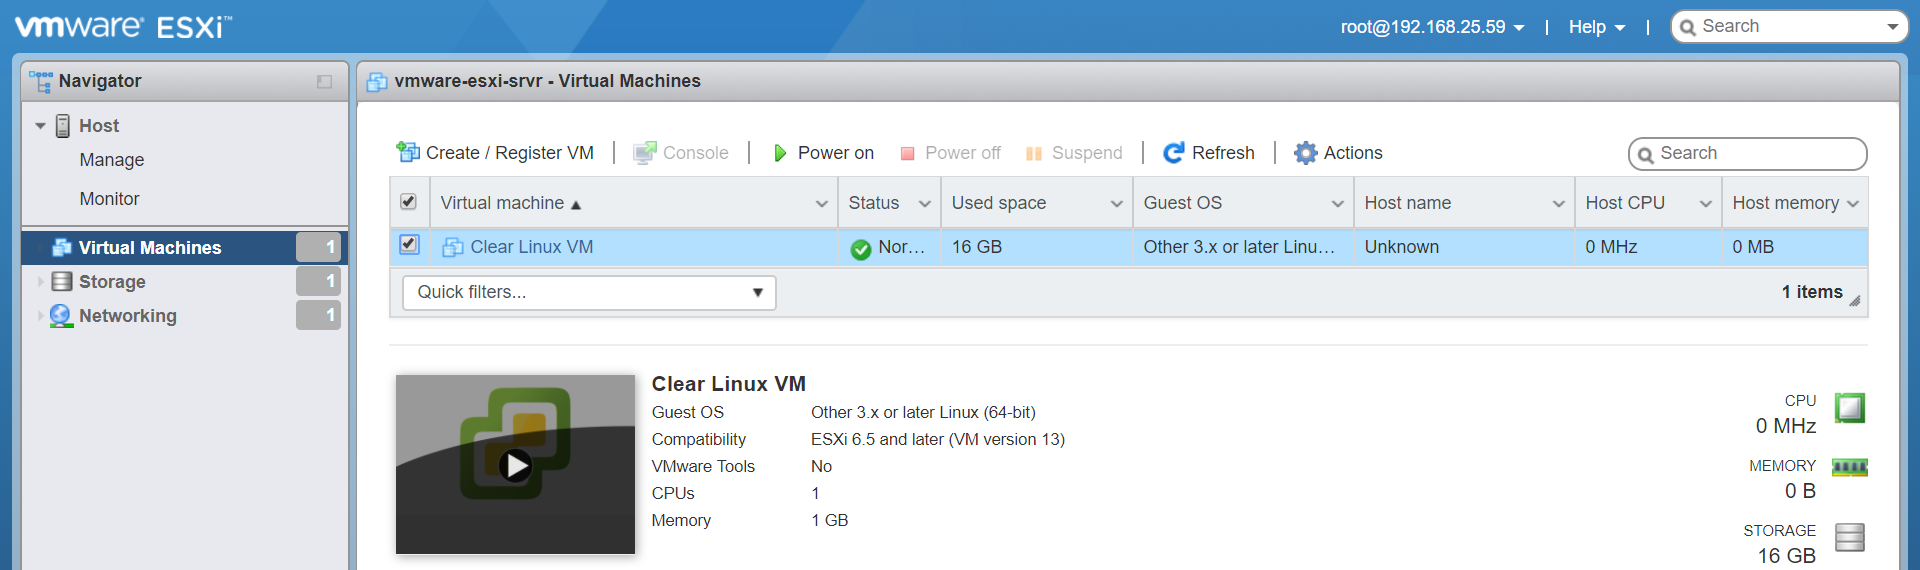 vmware ESXi™
root@192.168.25.59 | Help | Search
Navigator
Host
Manage
Monitor
Virtual Machines 1
Storage 1
Networking 1
vmware-esxi-srvr - Virtual Machines
Create / Register VM | Console | Power on Power off Suspend | Refresh | Actions Search
Virtual machine Status Used space Guest OS Host name Host CPU Host memory
Clear Linux VM Nor... 16 GB Other 3.x or later Linu... Unknown 0 MHz 0 MB
Quick filters... 1 items
Clear Linux VM
Guest OS Other 3.x or later Linux (64-bit)
Compatibility ESXi 6.5 and later (VM version 13)
VMware Tools No
CPUs 1
Memory 1 GB
CPU
0 MHz
MEMORY
0 B
STORAGE
16 GB